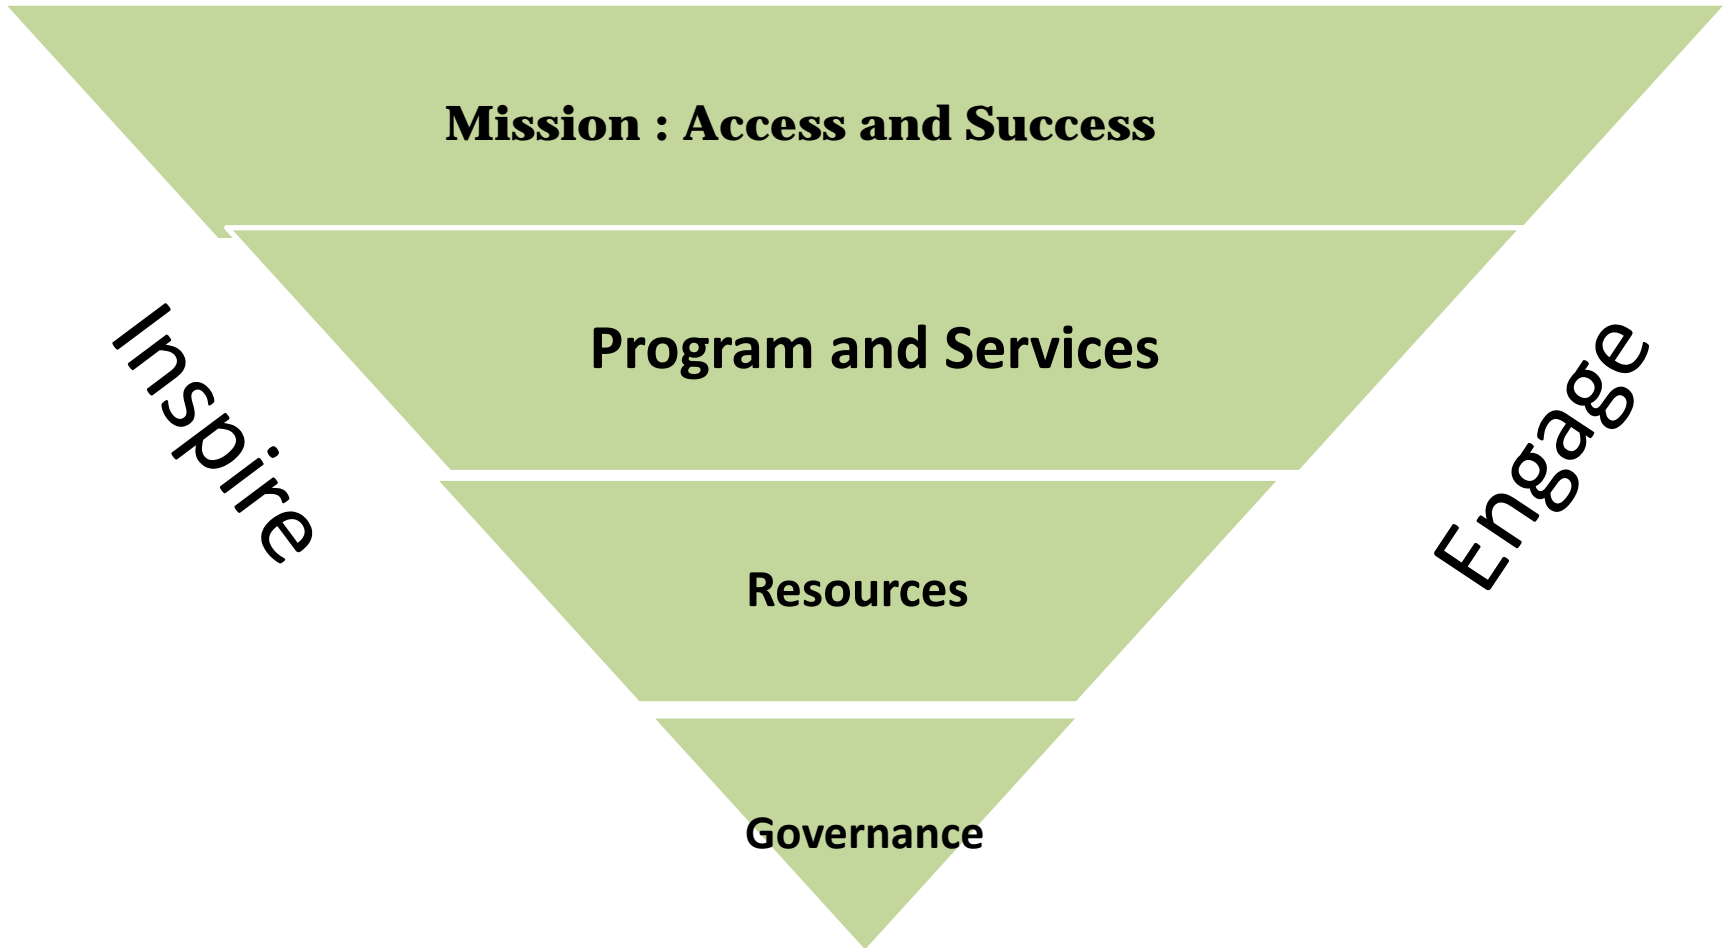 Mission : Access and Success
Program and Services
Inspire
Engage
Resources
Governance